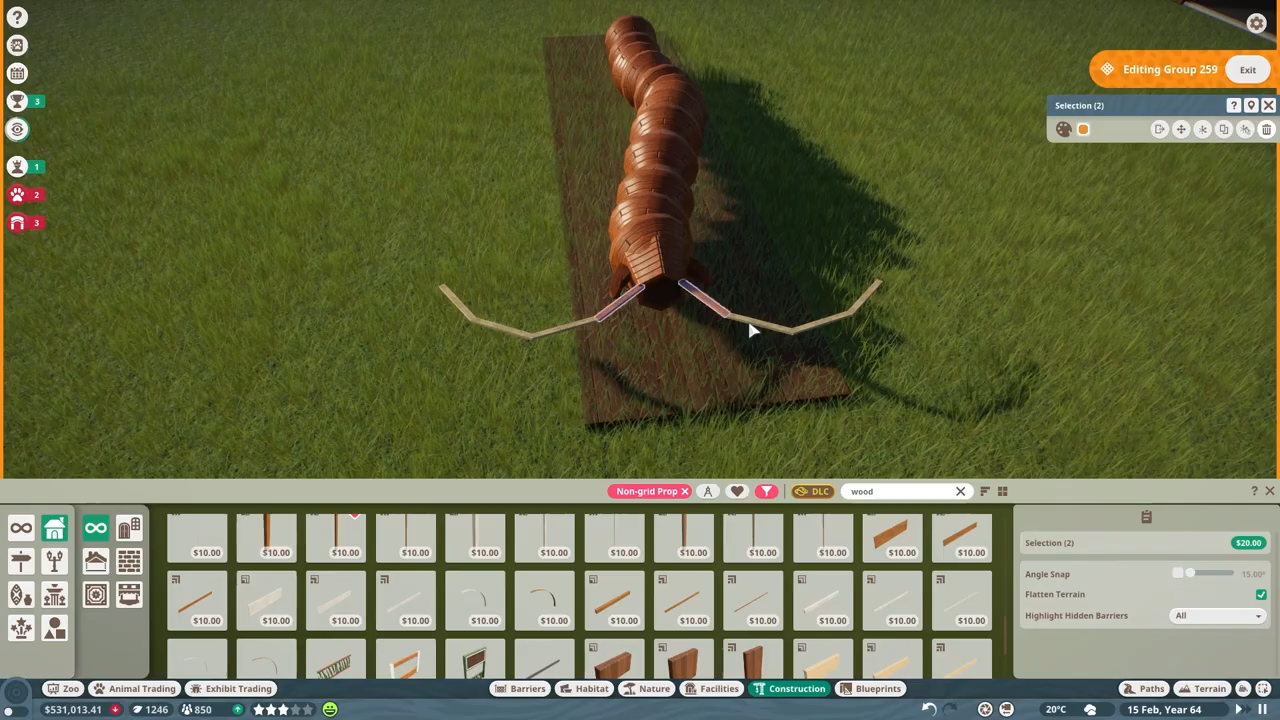 Editing Group 259
Exit
Selection (2)
?
3
1
2
3
Non-grid Prop
DLC
wood
?
$10.00 $10.00 $10.00 $10.00 $10.00 $10.00 $10.00 $10.00 $10.00 $10.00 $10.00 $10.00
$10.00 $10.00 $10.00 $10.00 $10.00 $10.00 $10.00 $10.00 $10.00 $10.00 $10.00 $10.00
Selection (2) $20.00
Angle Snap 15.00°
Flatten Terrain
Highlight Hidden Barriers All
Zoo Animal Trading Exhibit Trading Barriers Habitat Nature Facilities Construction Blueprints Paths Terrain
$531,013.41 1246 850 20°C 15 Feb, Year 64